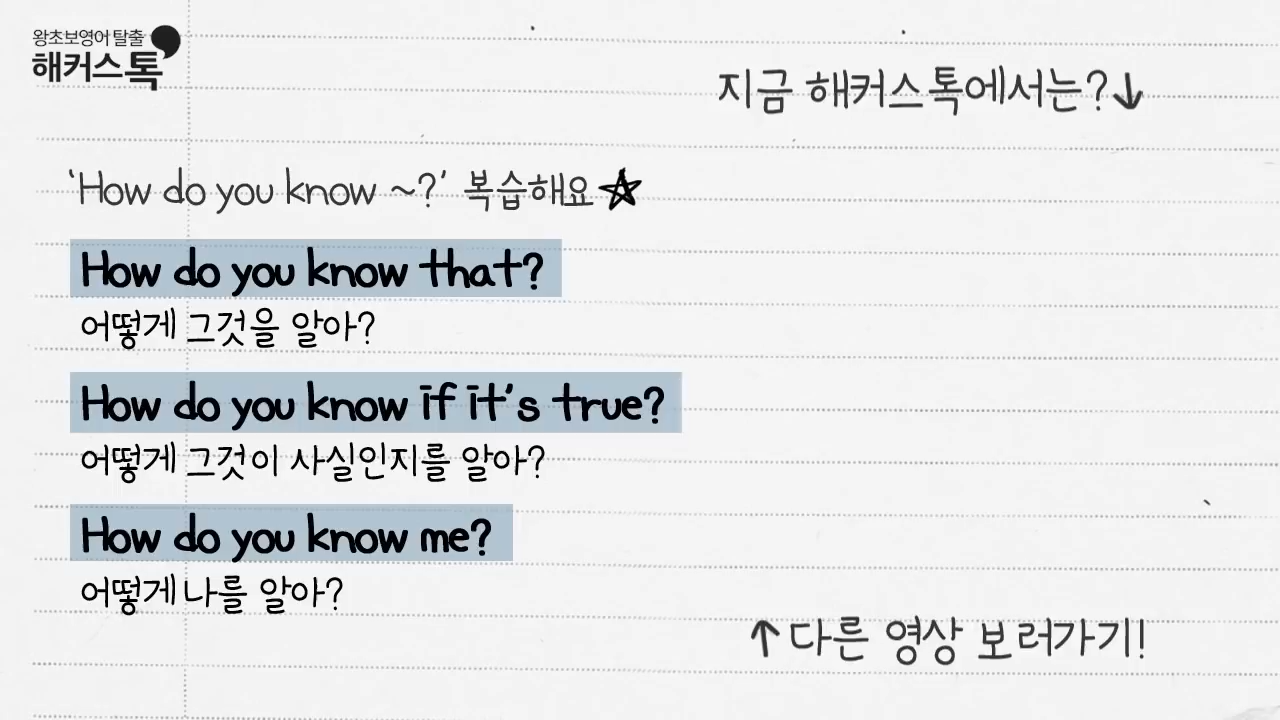 왕초보영어 탈출
해커스톡
지금 해커스톡에서는?↓
'How do you know ~?' 복습해요☆
How do you know that?
어떻게 그것을 알아?
How do you know if it's true?
어떻게 그것이 사실인지를 알아?
How do you know me?
어떻게 나를 알아?
↑다른 영상 보러가기!